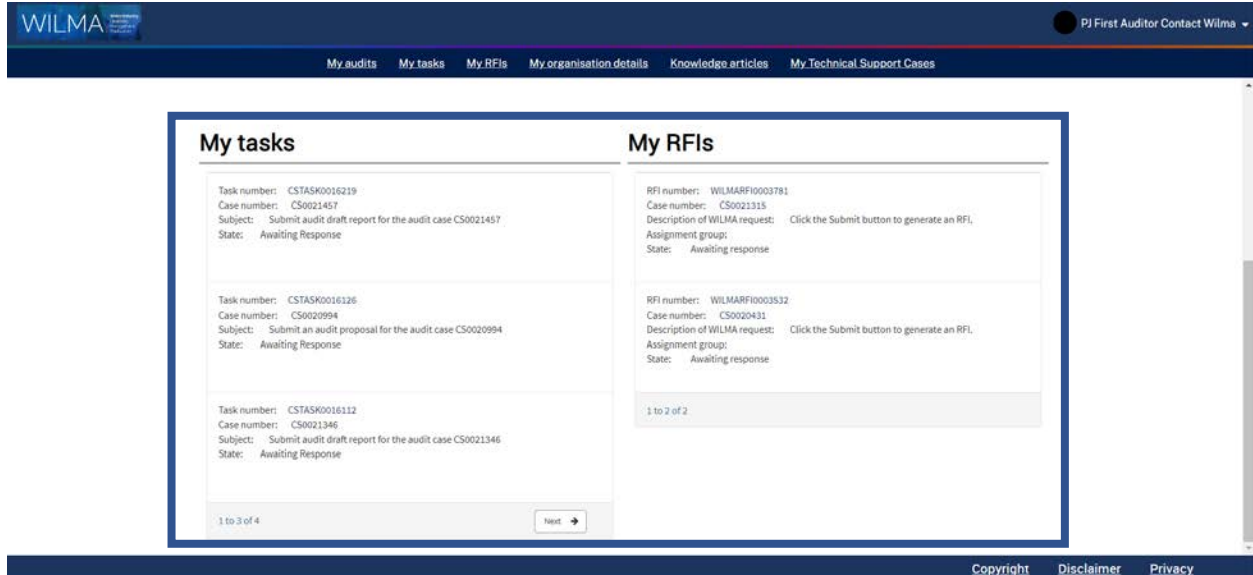 WILMA
PJ First Auditor Contact Wilma
My audits My tasks My RFIs My organisation details Knowledge articles My Technical Support Cases
My tasks
Task number: CSTASK0016219
Case number: CS0021457
Subject: Submit audit draft report for the audit case CS0021457
State: Awaiting Response
Task number: CSTASK0016126
Case number: CS0020994
Subject: Submit an audit proposal for the audit case CS0020994
State: Awaiting Response
Task number: CSTASK0016112
Case number: CS0021346
Subject: Submit audit draft report for the audit case CS0021346
State: Awaiting Response
1 to 3 of 4
Next
My RFIs
RFI number: WILMARFI0003781
Case number: CS0021315
Description of WILMA request: Click the Submit button to generate an RFI.
Assignment group:
State: Awaiting response
RFI number: WILMARFI0003532
Case number: CS0020431
Description of WILMA request: Click the Submit button to generate an RFI.
Assignment group:
State: Awaiting response
1 to 2 of 2
Copyright Disclaimer Privacy